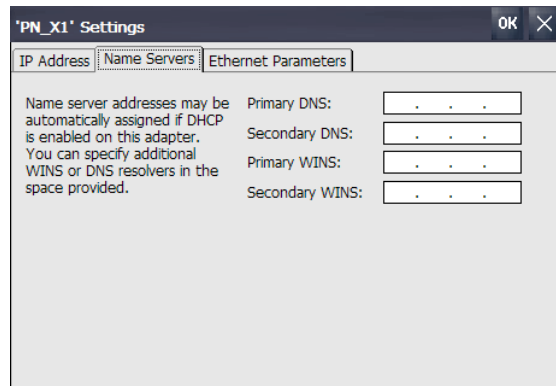 'PN_X1' Settings
OK
IP Address Name Servers Ethernet Parameters
Name server addresses may be
automatically assigned if DHCP
is enabled on this adapter.
You can specify additional
WINS or DNS resolvers in the
space provided.
Primary DNS: . . .
Secondary DNS: . . .
Primary WINS: . . .
Secondary WINS: . . .